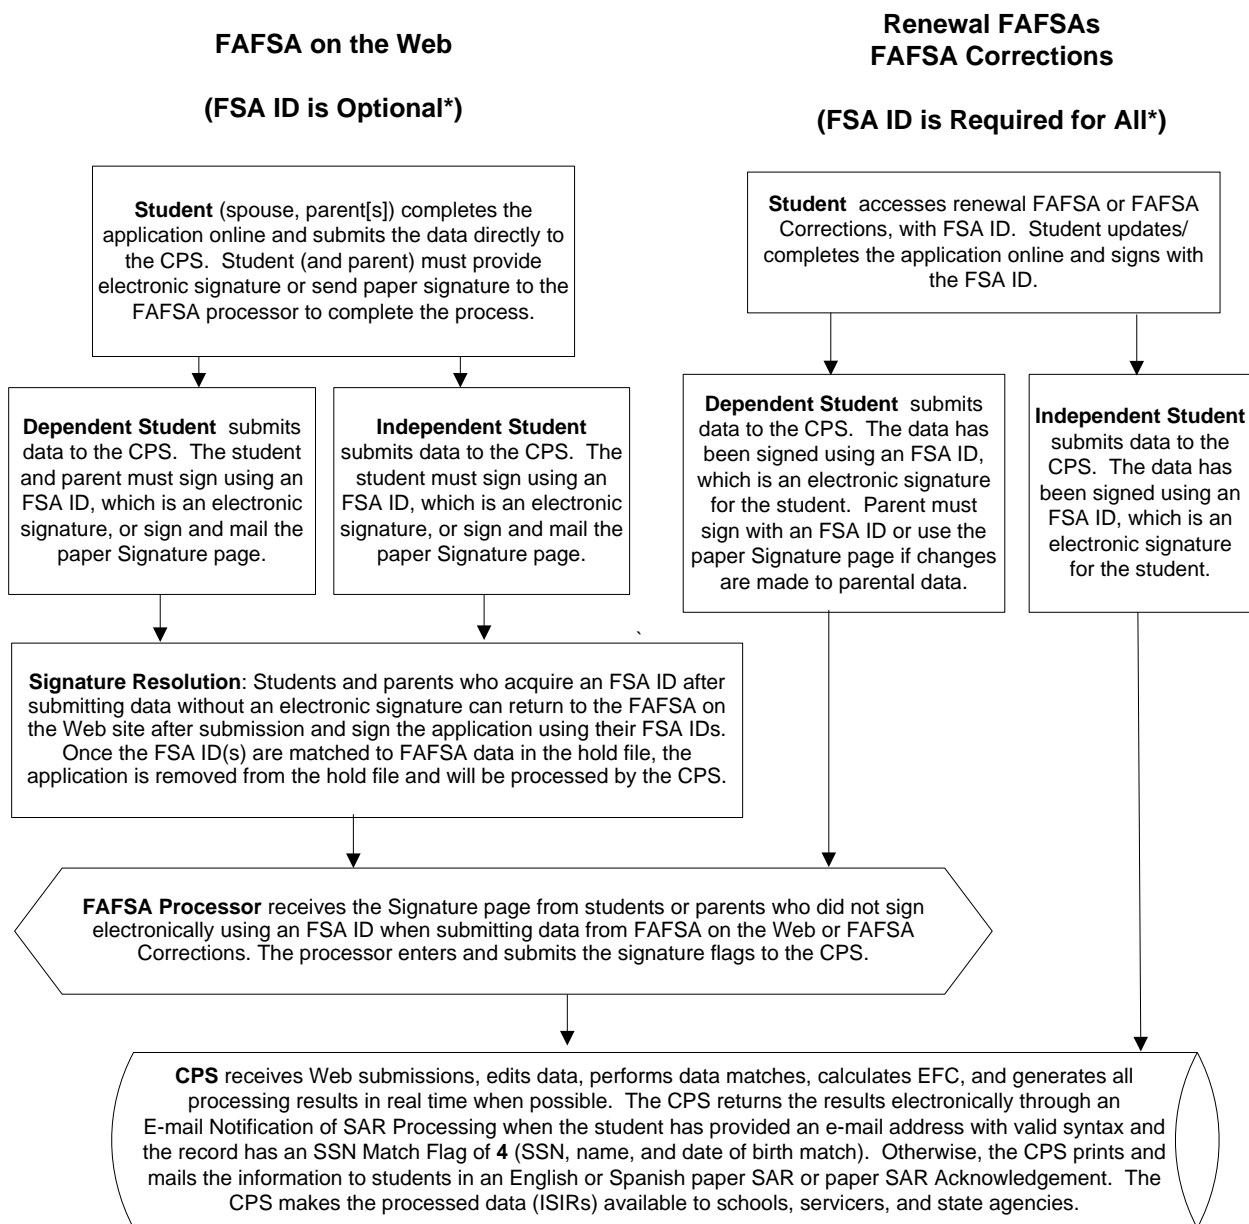 FAFSA on the Web
(FSA ID is Optional*)
Renewal FAFSAs
FAFSA Corrections
(FSA ID is Required for All*)
Student (spouse, parent[s]) completes the
application online and submits the data directly to
the CPS. Student (and parent) must provide
electronic signature or send paper signature to the
FAFSA processor to complete the process.
Student accesses renewal FAFSA or FAFSA
Corrections, with FSA ID. Student updates/
completes the application online and signs with
the FSA ID.
Dependent Student submits
data to the CPS. The student
and parent must sign using an
FSA ID, which is an electronic
signature, or sign and mail the
paper Signature page.
Independent Student
submits data to the CPS. The
student must sign using an
FSA ID, which is an electronic
signature, or sign and mail the
paper Signature page.
Dependent Student submits
data to the CPS. The data has
been signed using an FSA ID,
which is an electronic signature
for the student. Parent must
sign with an FSA ID or use the
paper Signature page if changes
are made to parental data.
Independent Student
submits data to the
CPS. The data has
been signed using an
FSA ID, which is an
electronic signature
for the student.
`
Signature Resolution: Students and parents who acquire an FSA ID after
submitting data without an electronic signature can return to the FAFSA on
the Web site after submission and sign the application using their FSA IDs.
Once the FSA ID(s) are matched to FAFSA data in the hold file, the
application is removed from the hold file and will be processed by the CPS.
FAFSA Processor receives the Signature page from students or parents who did not sign
electronically using an FSA ID when submitting data from FAFSA on the Web or FAFSA
Corrections. The processor enters and submits the signature flags to the CPS.
CPS receives Web submissions, edits data, performs data matches, calculates EFC, and generates all
processing results in real time when possible. The CPS returns the results electronically through an
E-mail Notification of SAR Processing when the student has provided an e-mail address with valid syntax and
the record has an SSN Match Flag of 4 (SSN, name, and date of birth match). Otherwise, the CPS prints and
mails the information to students in an English or Spanish paper SAR or paper SAR Acknowledgement. The
CPS makes the processed data (ISIRs) available to schools, servicers, and state agencies.